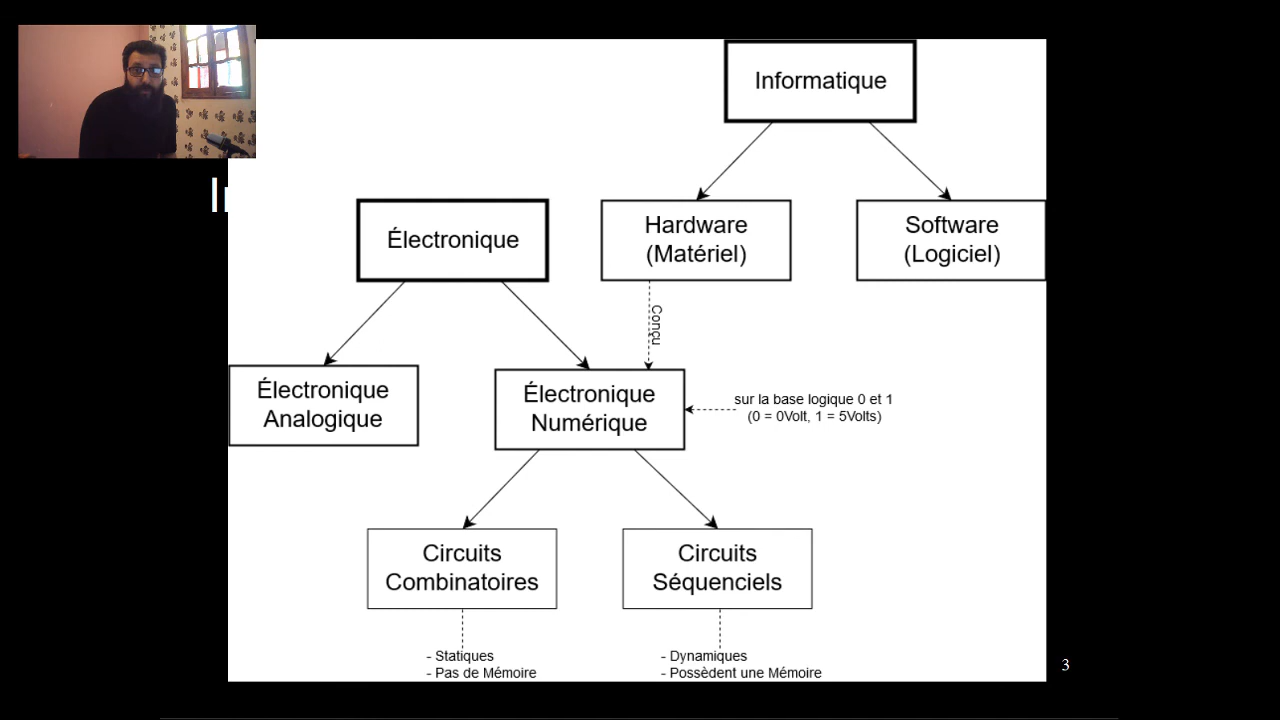 Informatique
Électronique
Hardware
(Matériel)
Software
(Logiciel)
Conçu
Électronique
Analogique
Électronique
Numérique
sur la base logique 0 et 1
(0 = 0Volt, 1 = 5Volts)
Circuits
Combinatoires
Circuits
Séquenciels
- Statiques
- Pas de Mémoire
- Dynamiques
- Possèdent une Mémoire
3